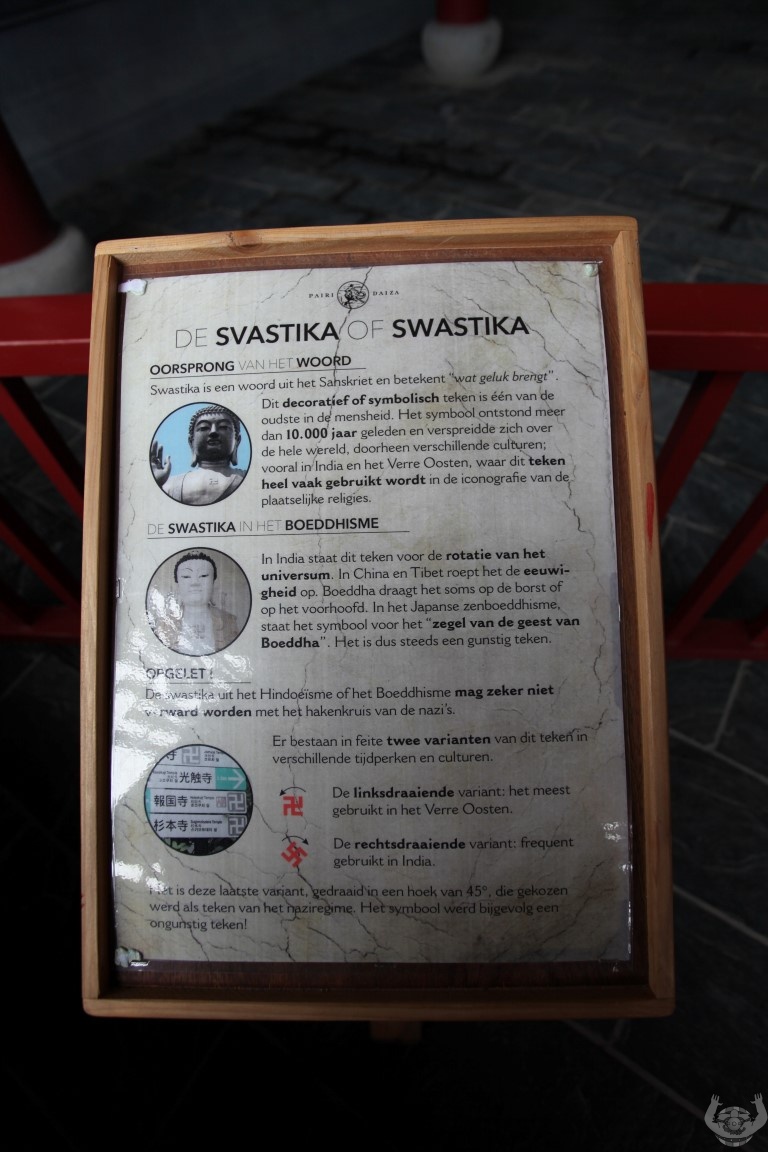 PAIRI DAIZA
DE SVASTIKA OF SWASTIKA
OORSPRONG VAN HET WOORD
Swastika is een woord uit het Sanskriet en betekent "wat geluk brengt".
Dit decoratief of symbolisch teken is één van de
oudste in de mensheid. Het symbool ontstond meer
dan 10.000 jaar geleden en verspreidde zich over
de hele wereld, doorheen verschillende culturen;
vooral in India en het Verre Oosten, waar dit teken
heel vaak gebruikt wordt in de iconografie van de
plaatselijke religies.
DE SWASTIKA IN HET BOEDDHISME
In India staat dit teken voor de rotatie van het
universum. In China en Tibet roept het de eeuwi-
gheid op. Boeddha draagt het soms op de borst of
op het voorhoofd. In het Japanse zenboeddhisme,
staat het symbool voor het "zegel van de geest van
Boeddha". Het is dus steeds een gunstig teken.
OPGELET !
De swastika uit het Hindoeïsme of het Boeddhisme mag zeker niet
verward worden met het hakenkruis van de nazi's.
Er bestaan in feite twee varianten van dit teken in
verschillende tijdperken en culturen.
寺 卍
光触寺
報国寺 卍
杉本寺 卍
卍 De linksdraaiende variant: het meest
gebruikt in het Verre Oosten.
卐 De rechtsdraaiende variant: frequent
gebruikt in India.
Het is deze laatste variant, gedraaid in een hoek van 45°, die gekozen
werd als teken van het naziregime. Het symbool werd bijgevolg een
ongunstig teken!